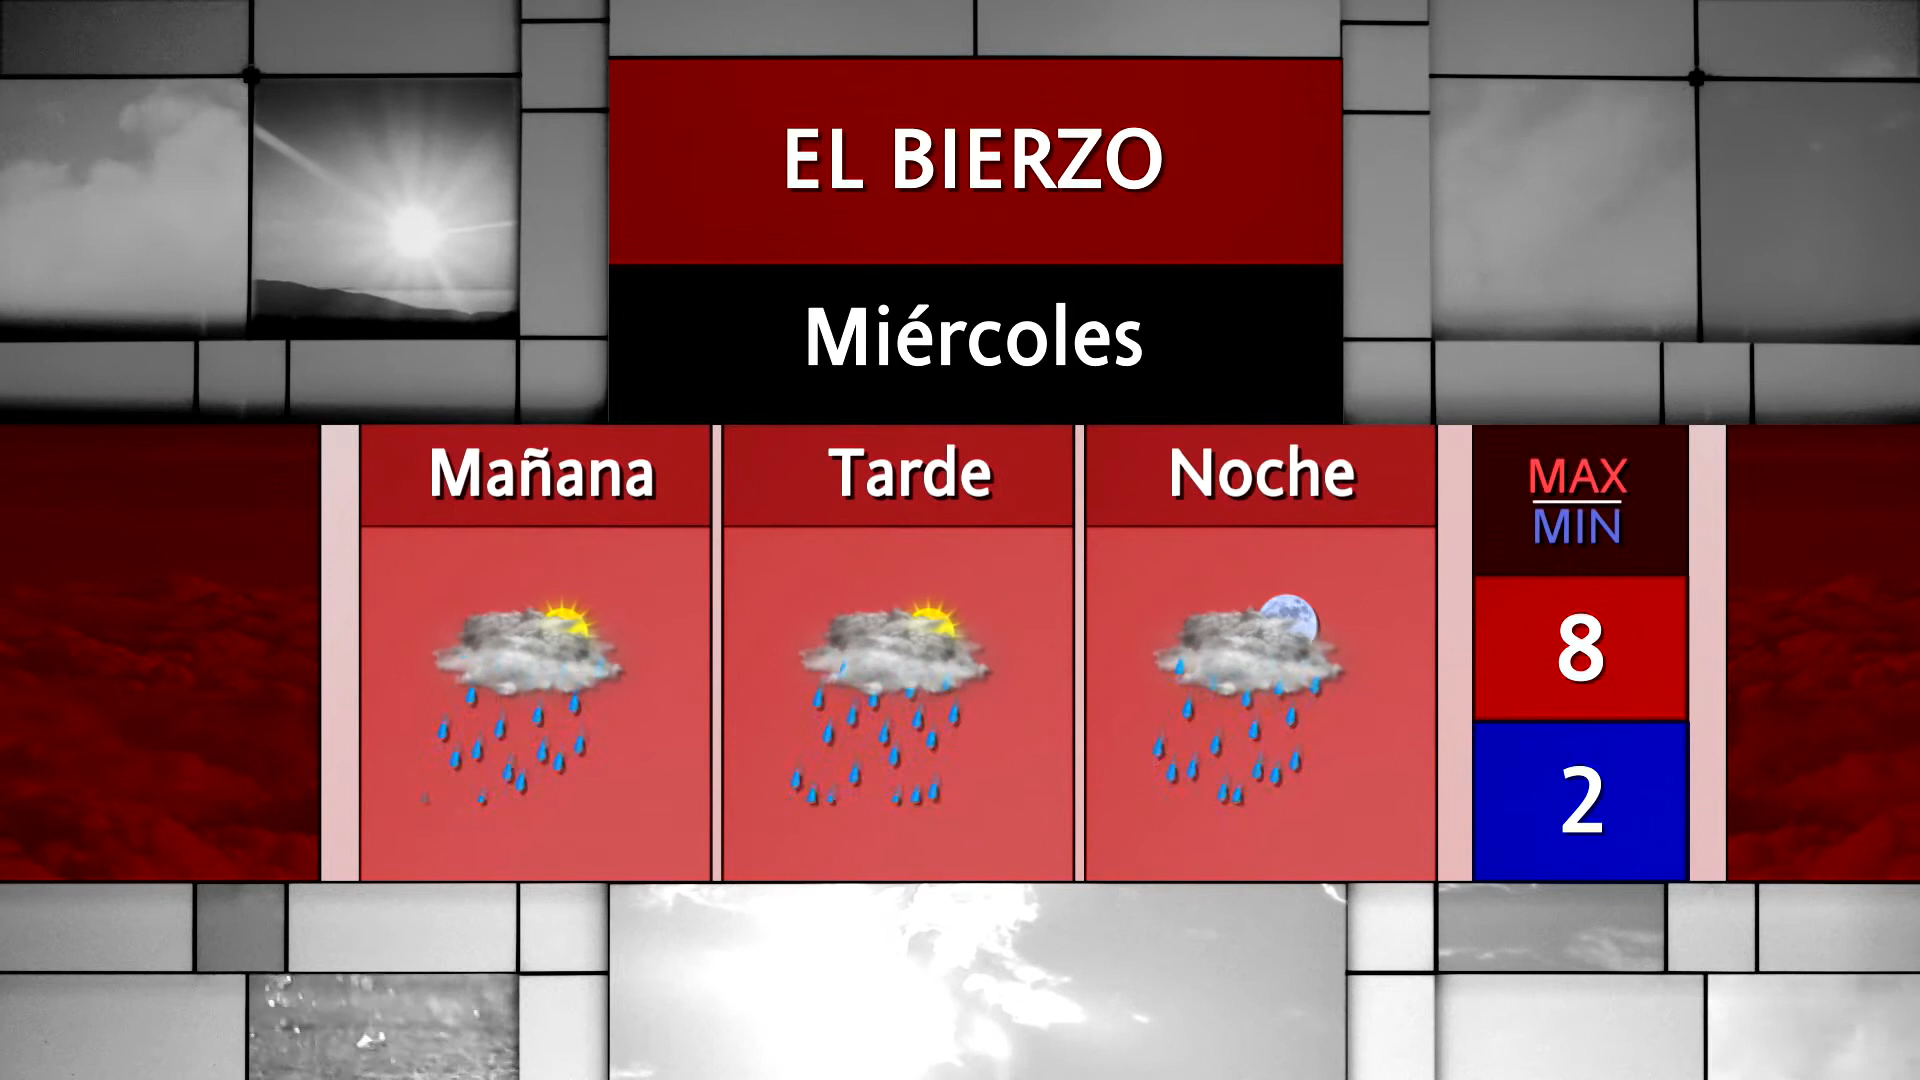 EL BIERZO
Miércoles
Mañana
Tarde
Noche
MAX
MIN
8
2